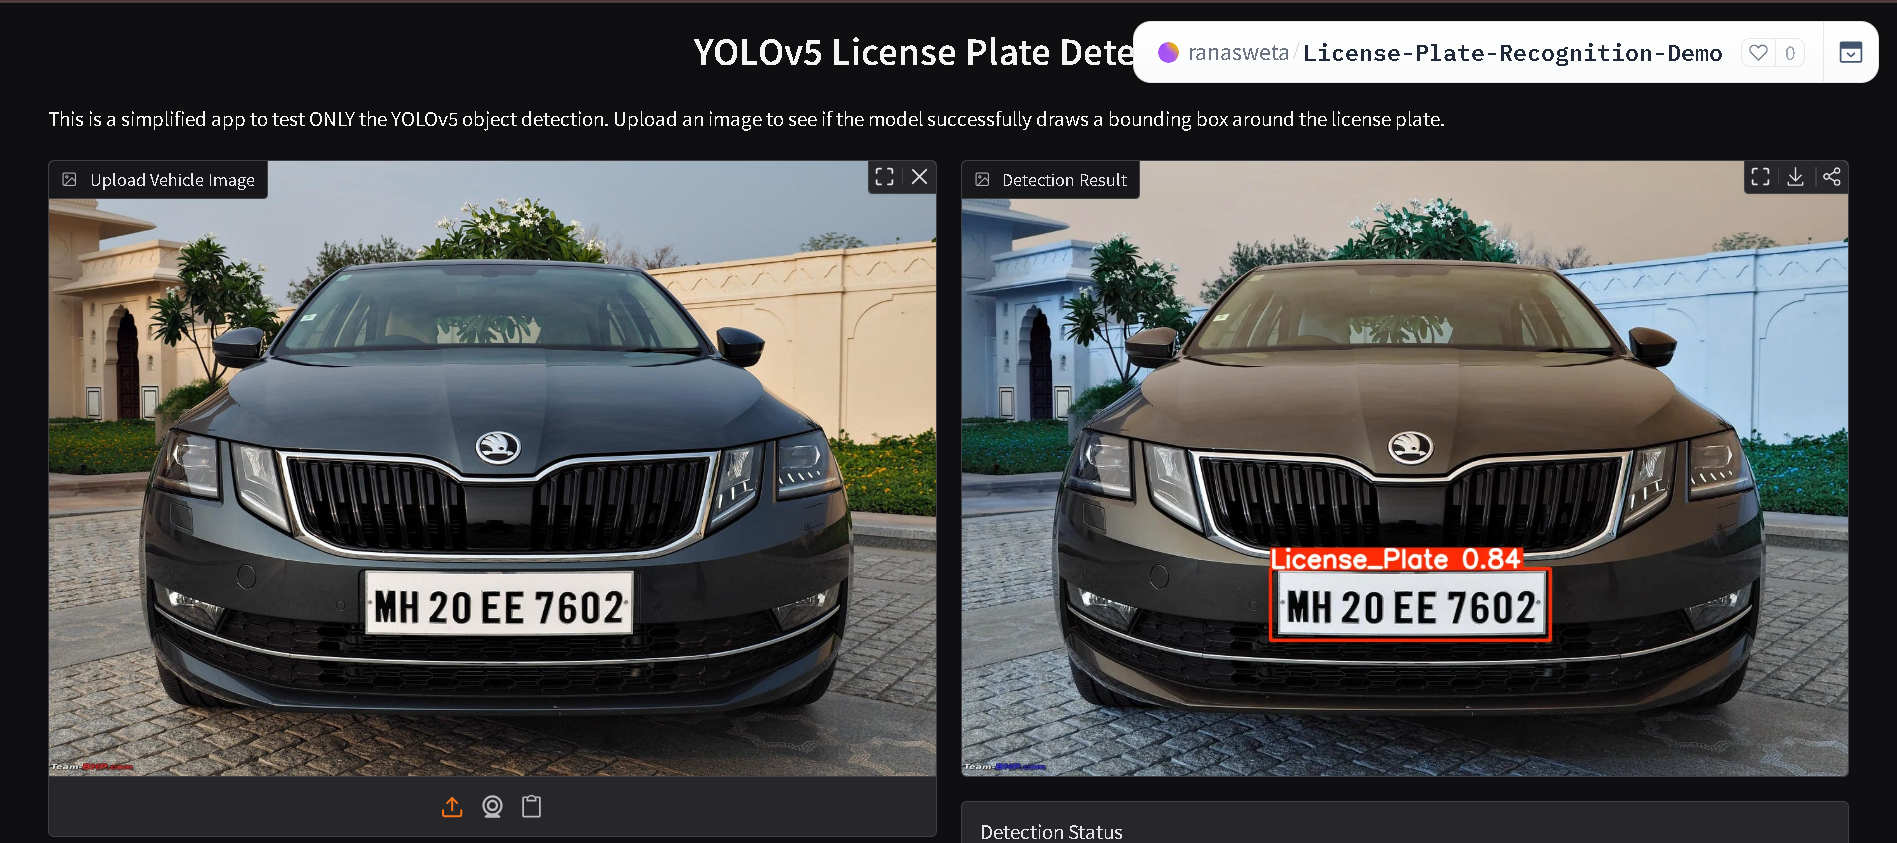 YOLOv5 License Plate Dete
ranasweta/License-Plate-Recognition-Demo
0
This is a simplified app to test ONLY the YOLOv5 object detection. Upload an image to see if the model successfully draws a bounding box around the license plate.
Upload Vehicle Image
Detection Result
License_Plate 0.84
MH 20 EE 7602
MH 20 EE 7602
Team-BHP.com
Team-BHP.com
Detection Status